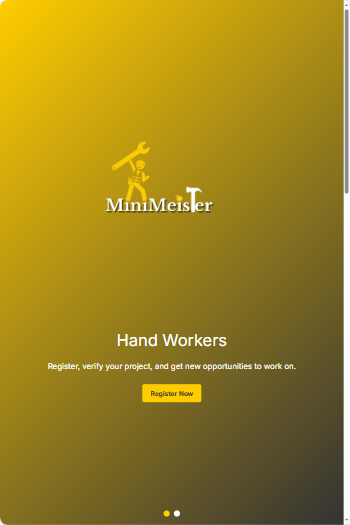 MiniMeister
Hand Workers
Register, verify your project, and get new opportunities to work on.
Register Now